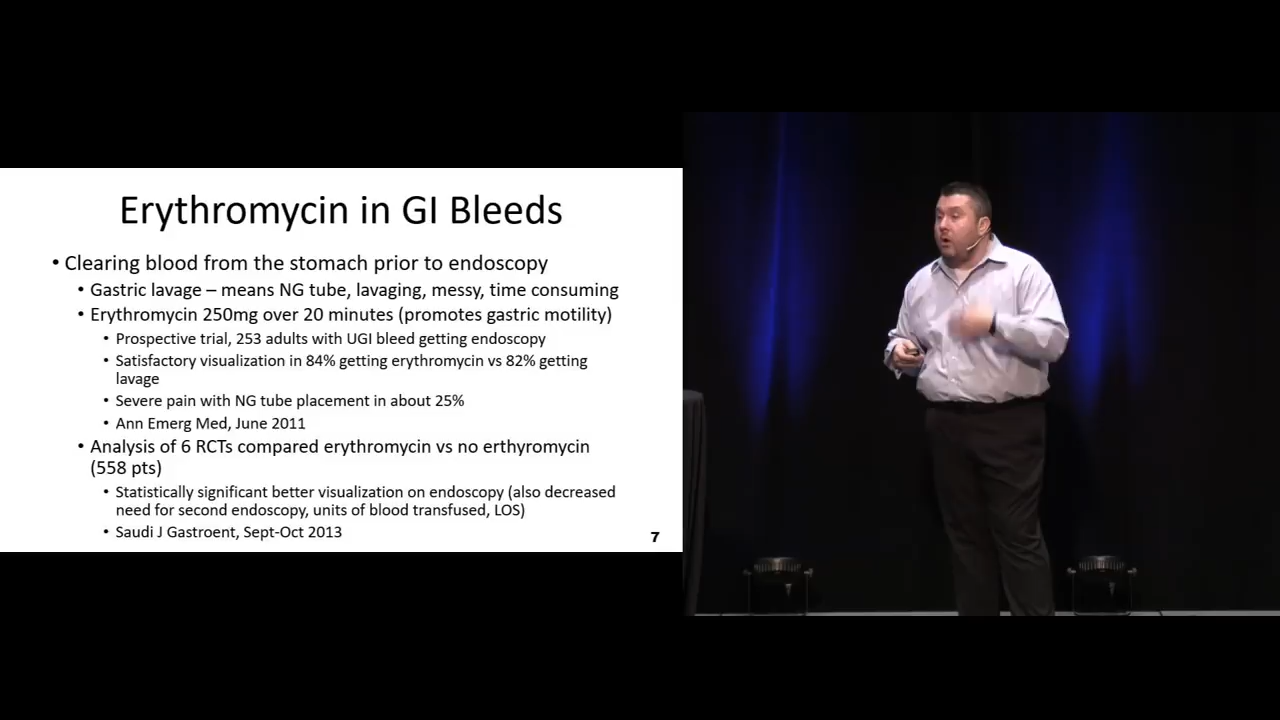 Erythromycin in GI Bleeds
• Clearing blood from the stomach prior to endoscopy
• Gastric lavage – means NG tube, lavaging, messy, time consuming
• Erythromycin 250mg over 20 minutes (promotes gastric motility)
• Prospective trial, 253 adults with UGI bleed getting endoscopy
• Satisfactory visualization in 84% getting erythromycin vs 82% getting
lavage
• Severe pain with NG tube placement in about 25%
• Ann Emerg Med, June 2011
• Analysis of 6 RCTs compared erythromycin vs no erthyromycin
(558 pts)
• Statistically significant better visualization on endoscopy (also decreased
need for second endoscopy, units of blood transfused, LOS)
• Saudi J Gastroent, Sept-Oct 2013
7